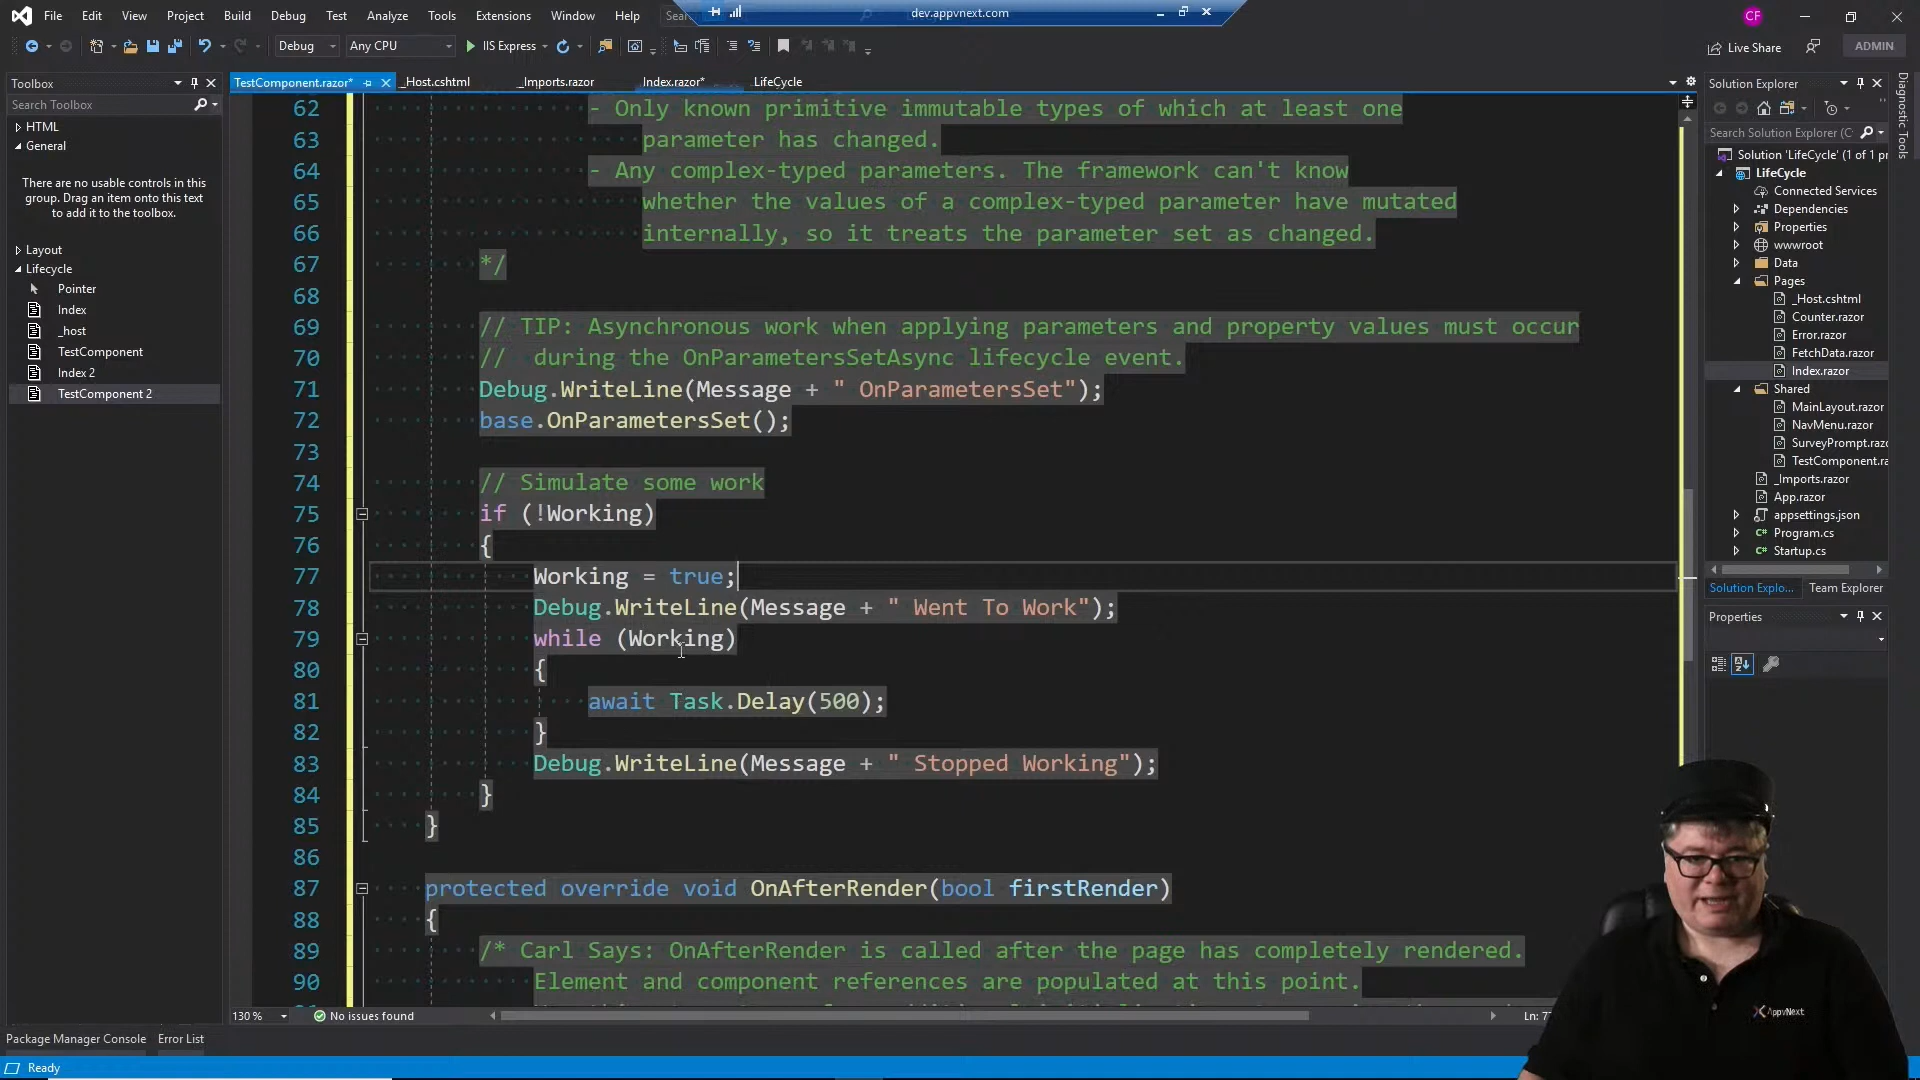 File Edit View Project Build Debug Test Analyze Tools Extensions Window Help
dev.appvnext.com
CF
Debug Any CPU IIS Express Live Share ADMIN
Toolbox
Search Toolbox
HTML
General
There are no usable controls in this
group. Drag an item onto this text
to add it to the toolbox.
Layout
Lifecycle
Pointer
Index
_host
TestComponent
Index 2
TestComponent 2
TestComponent.razor* _Host.cshtml _Imports.razor Index.razor* LifeCycle
62 - Only known primitive immutable types of which at least one
63 parameter has changed.
64 - Any complex-typed parameters. The framework can't know
65 whether the values of a complex-typed parameter have mutated
66 internally, so it treats the parameter set as changed.
67 */
68
69 // TIP: Asynchronous work when applying parameters and property values must occur
70 // during the OnParametersSetAsync lifecycle event.
71 Debug.WriteLine(Message + " OnParametersSet");
72 base.OnParametersSet();
73
74 // Simulate some work
75 if (!Working)
76 {
77 Working = true;
78 Debug.WriteLine(Message + " Went To Work");
79 while (Working)
80 {
81 await Task.Delay(500);
82 }
83 Debug.WriteLine(Message + " Stopped Working");
84 }
85 }
86
87 protected override void OnAfterRender(bool firstRender)
88 {
89 /* Carl Says: OnAfterRender is called after the page has completely rendered.
90 Element and component references are populated at this point.
130 % No issues found
Solution Explorer
Search Solution Explorer (C
Solution 'LifeCycle' (1 of 1 pr
LifeCycle
Connected Services
Dependencies
Properties
wwwroot
Data
Pages
_Host.cshtml
Counter.razor
Error.razor
FetchData.razor
Index.razor
Shared
MainLayout.razor
NavMenu.razor
SurveyPrompt.razo
TestComponent.ra
_Imports.razor
App.razor
appsettings.json
Program.cs
Startup.cs
Solution Explo... Team Explorer
Properties
Diagnostic Tools
AppvNext
Package Manager Console Error List
Ready